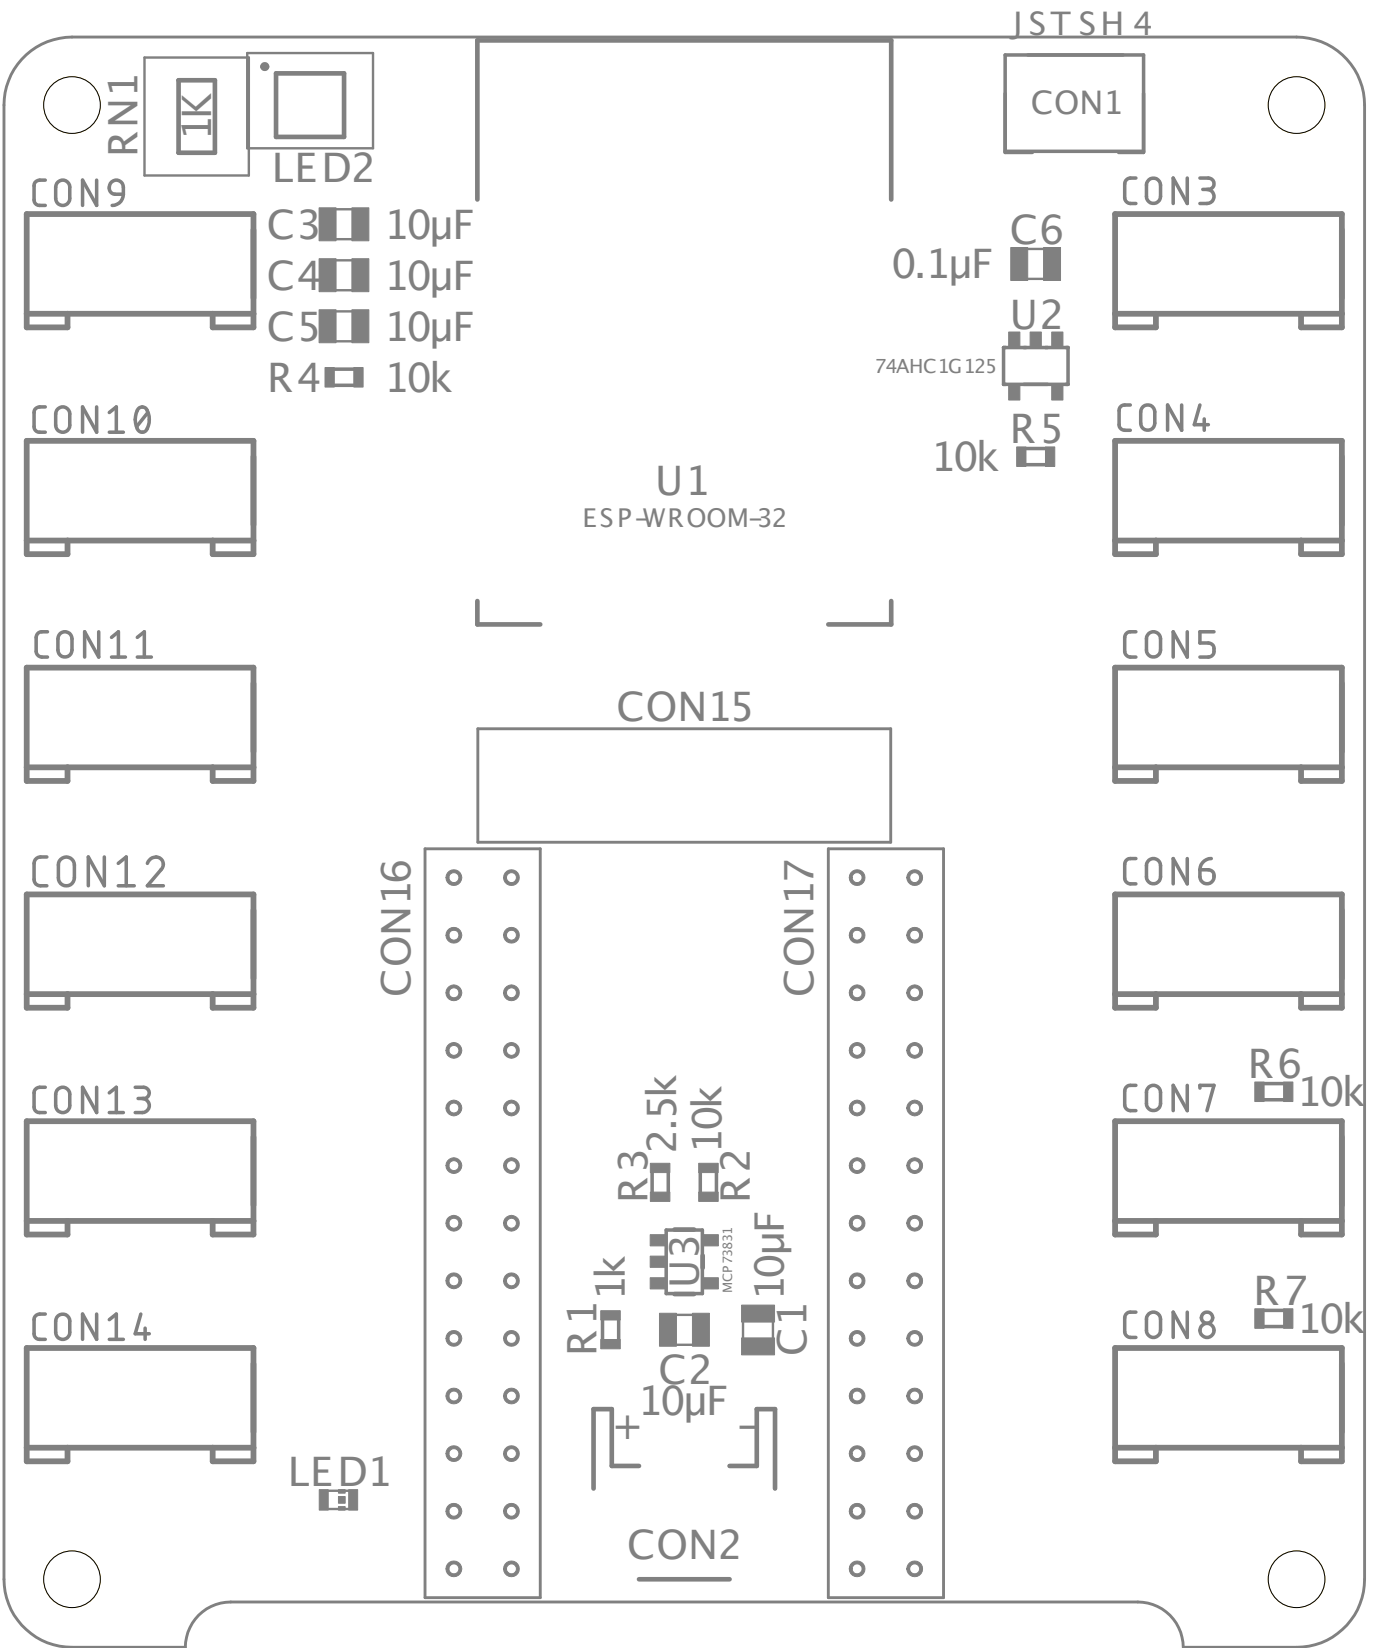 JSTSH4
CON1
RN1
1K
LED2
CON9
CON3
C3 10µF
C6
0.1µF
C4 10µF
C5 10µF
U2
74AHC1G125
R4 10k
CON10
CON4
R5
10k
U1
ESP-WROOM-32
CON11
CON5
CON15
CON12
CON16
CON17
CON6
CON13
R6
10k
CON7
2.5k
10k
R3
R2
U3
MCP73831
10µF
1k
R1
C1
C2
10µF
+ -
CON14
R7
10k
CON8
LED1
CON2